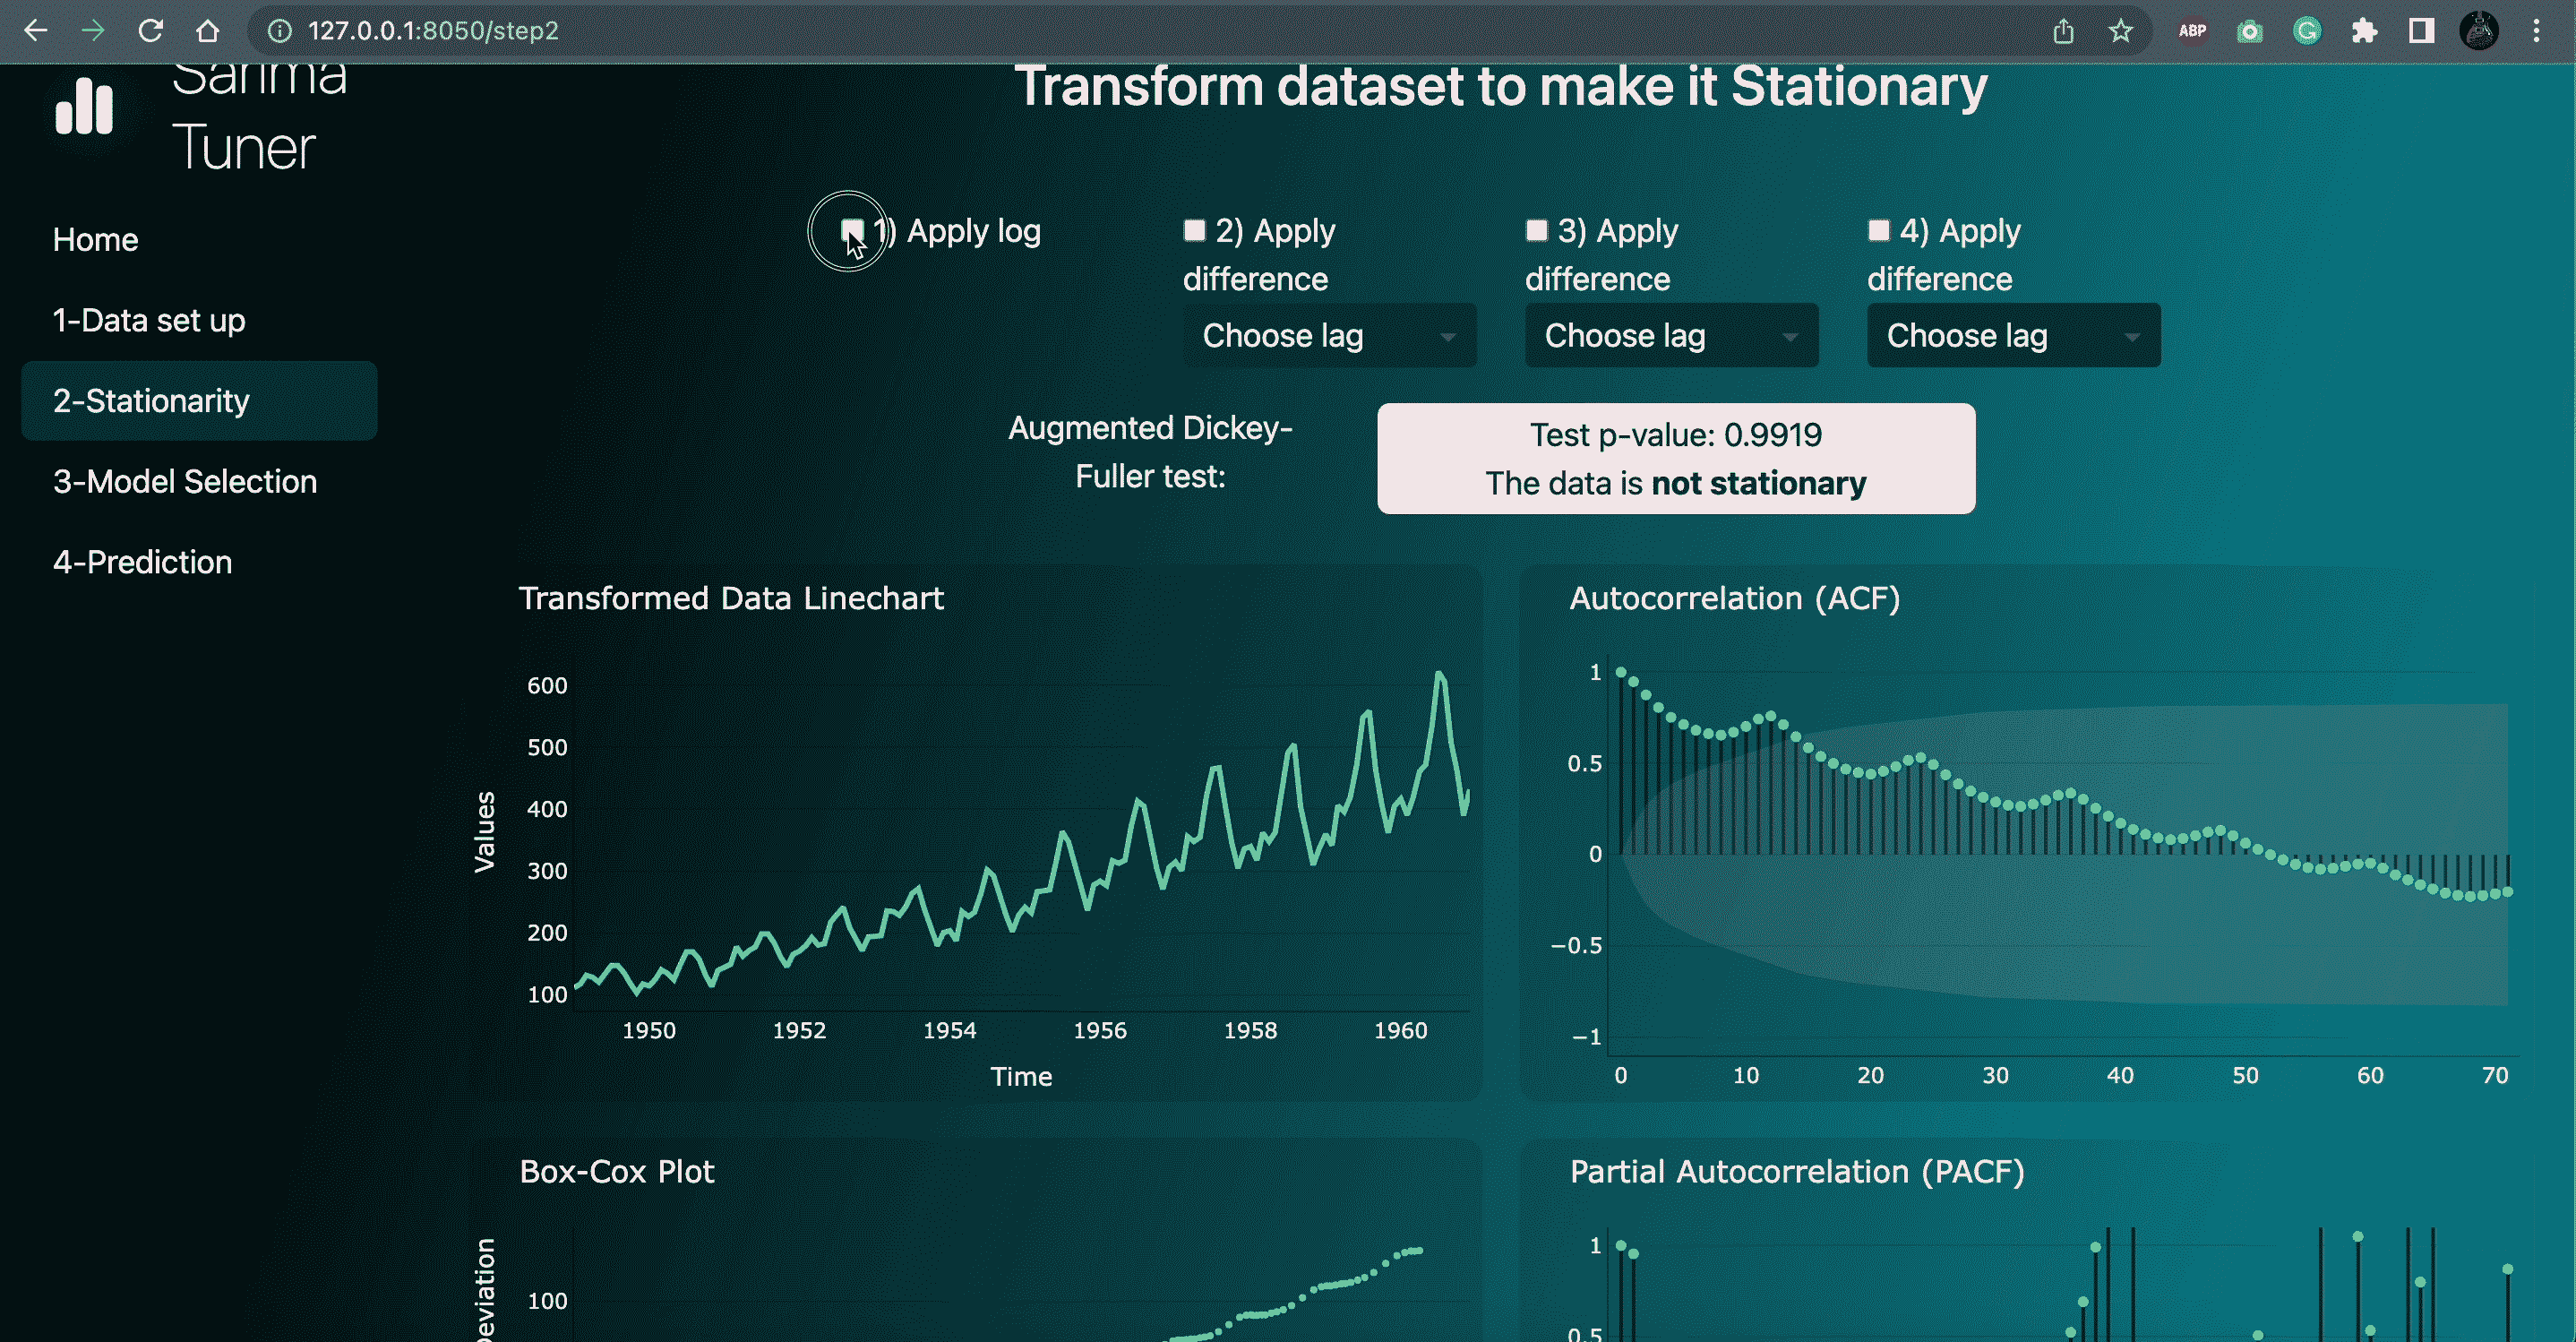 127.0.0.1:8050/step2
ABP
Sarima
Tuner
Home
1-Data set up
2-Stationarity
3-Model Selection
4-Prediction
Transform dataset to make it Stationary
1) Apply log
2) Apply
difference
Choose lag
3) Apply
difference
Choose lag
4) Apply
difference
Choose lag
Augmented Dickey-
Fuller test:
Test p-value: 0.9919
The data is not stationary
Transformed Data Linechart
600
500
400
300
200
100
Values
1950 1952 1954 1956 1958 1960
Time
Autocorrelation (ACF)
1
0.5
0
−0.5
−1
0 10 20 30 40 50 60 70
Box-Cox Plot
100
Partial Autocorrelation (PACF)
1
0.5